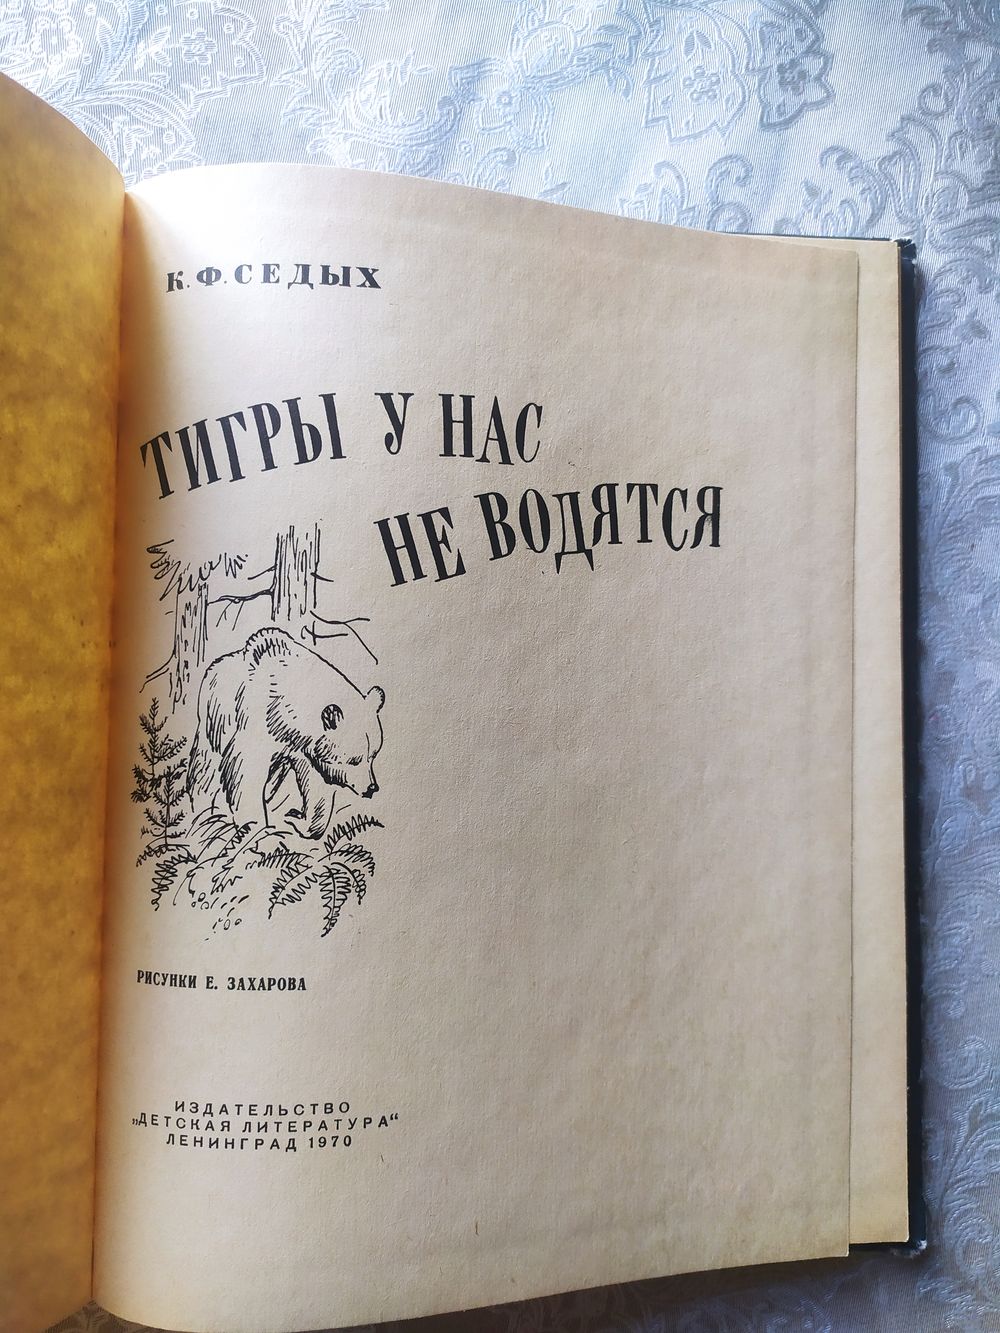 К. Ф. СЕДЫХ
ТИГРЫ У НАС
НЕ ВОДЯТСЯ
РИСУНКИ Е. ЗАХАРОВА
ИЗДАТЕЛЬСТВО
„ДЕТСКАЯ ЛИТЕРАТУРА“
ЛЕНИНГРАД 1970